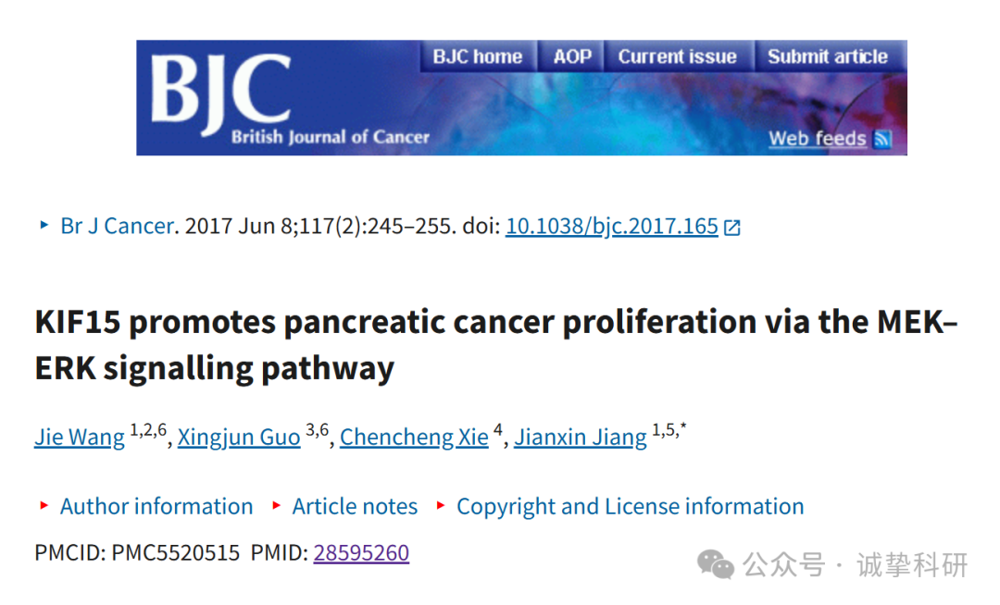 BJC home AOP Current issue Submit article
BJC
British Journal of Cancer
Web feeds
Br J Cancer. 2017 Jun 8;117(2):245–255. doi: 10.1038/bjc.2017.165
KIF15 promotes pancreatic cancer proliferation via the MEK–
ERK signalling pathway
Jie Wang 1,2,6, Xingjun Guo 3,6, Chencheng Xie 4, Jianxin Jiang 1,5,*
Author information Article notes Copyright and License information
PMCID: PMC5520515 PMID: 28595260
公众号 · 诚挚科研